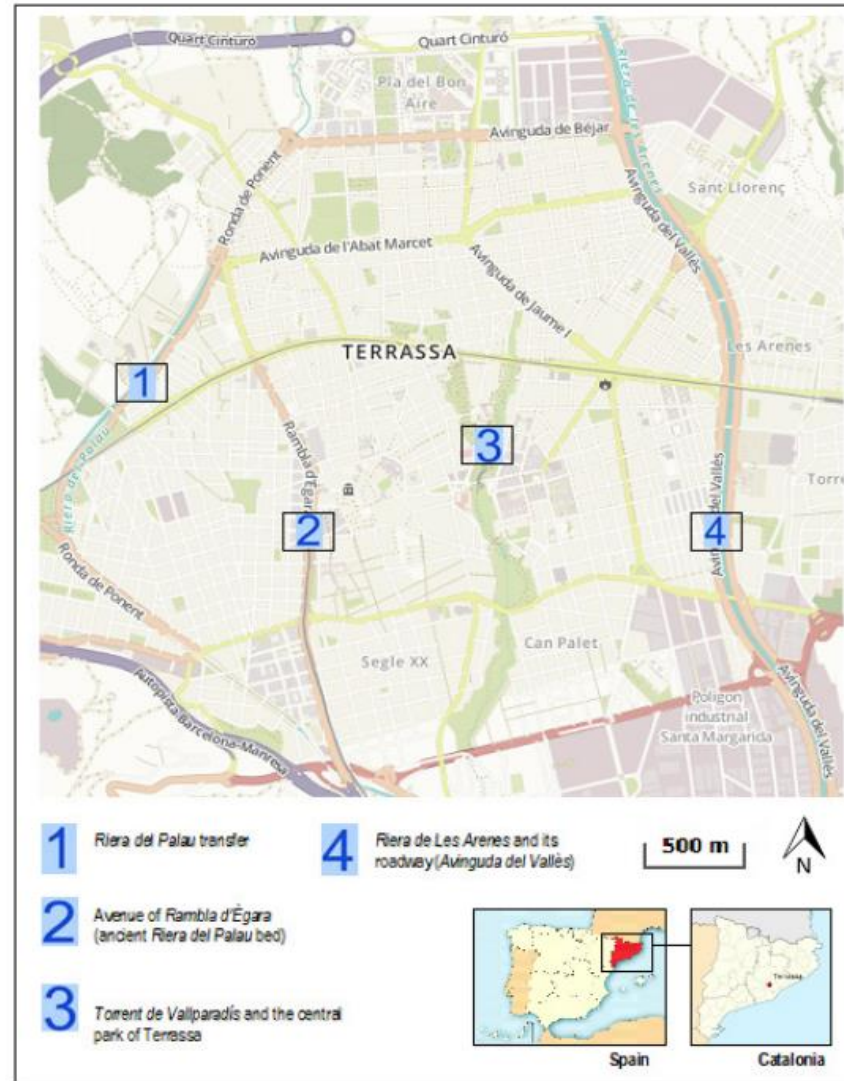 Quart Cinturó
Quart Cinturó
Riera de les Arenes
Pla del Bon
Aire
Avinguda de Béjar
Sant Llorenç
Ronda de Ponent
Avinguda del Vallès
Avinguda de l'Abat Marcet
Avinguda de Jaume I
TERRASSA
Les Arenes
1
Rambla d'Ègara
3
Riera del Palau
Avinguda del Vallès
Torre
2
4
Ronda de Ponent
Segle XX
Can Palet
Autopista Barcelona-Manresa
Avinguda del Vallès
Polígon
industrial
Santa Margarida
1 Riera del Palau transfer
4 Riera de Les Arenes and its
roadway (Avinguda del Vallès)
500 m
N
2 Avenue of Rambla d'Ègara
(ancient Riera del Palau bed)
3 Torrent de Vallparadís and the central
park of Terrassa
Terrassa
Spain
Catalonia